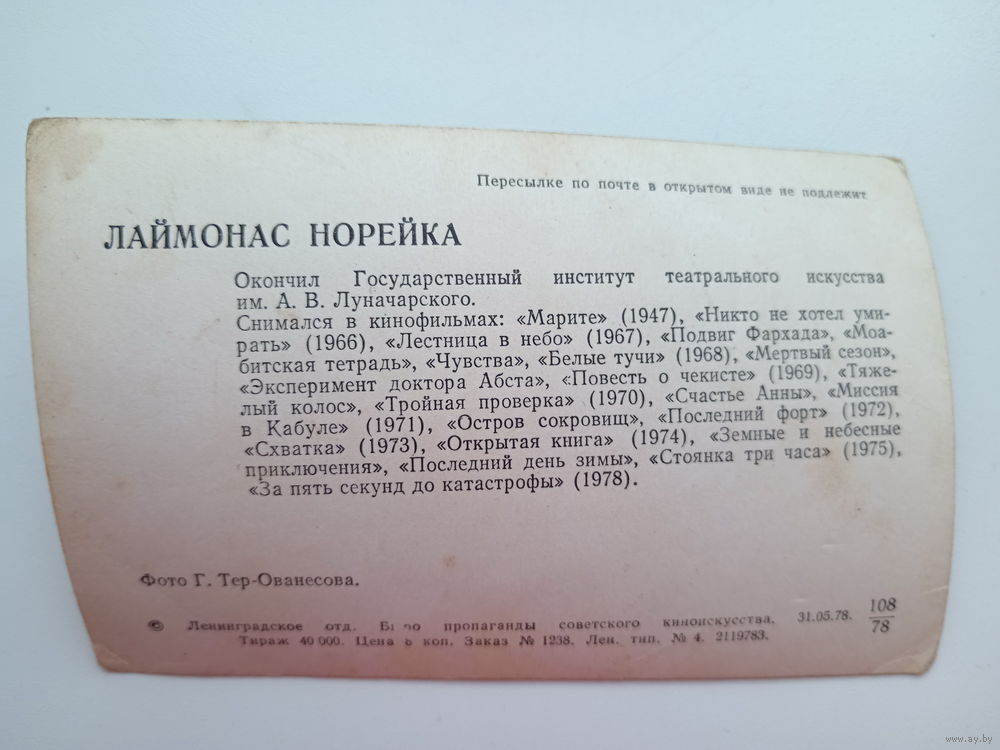 Пересылке по почте в открытом виде не подлежит
ЛАЙМОНАС НОРЕЙКА
Окончил Государственный институт театрального искусства
им. А. В. Луначарского.
Снимался в кинофильмах: «Марите» (1947), «Никто не хотел уми-
рать» (1966), «Лестница в небо» (1967), «Подвиг Фархада», «Моа-
битская тетрадь», «Чувства», «Белые тучи» (1968), «Мертвый сезон»,
«Эксперимент доктора Абста», «Повесть о чекисте» (1969), «Тяже-
лый колос», «Тройная проверка» (1970), «Счастье Анны», «Миссия
в Кабуле» (1971), «Остров сокровищ», «Последний форт» (1972),
«Схватка» (1973), «Открытая книга» (1974), «Земные и небесные
приключения», «Последний день зимы», «Стоянка три часа» (1975),
«За пять секунд до катастрофы» (1978).
Фото Г. Тер-Ованесова.
© Ленинградское отд. пропаганды советского киноискусства. 31.05.78. 108/78
Тираж 40 000. Цена коп. Заказ № 1238. Лен. тип. № 4. 2119783.
www.ay.by